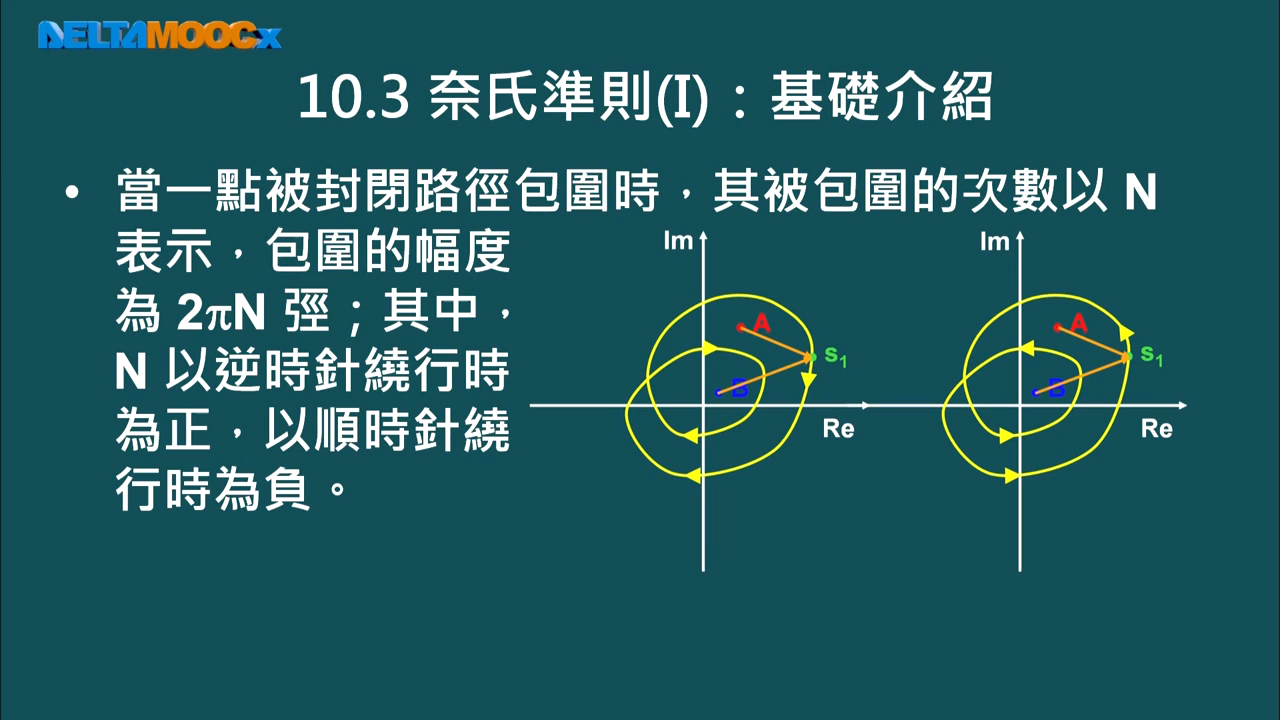 DELTAMOOCx
10.3 奈氏準則(I)：基礎介紹
• 當一點被封閉路徑包圍時，其被包圍的次數以 N
表示，包圍的幅度
為 2πN 弳；其中，
N 以逆時針繞行時
為正，以順時針繞
行時為負。
Im
A
s1
B
Re
Im
A
s1
B
Re